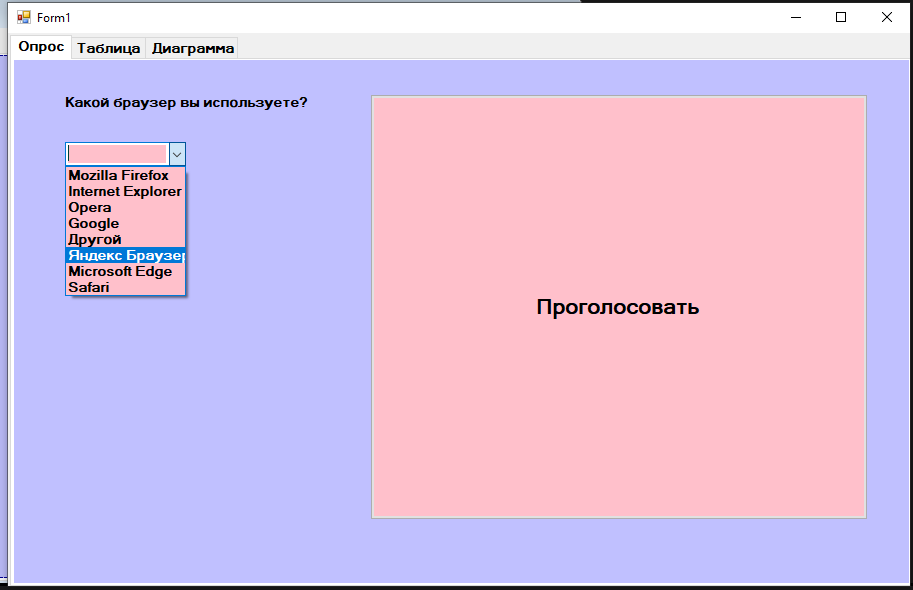 Form1
Опрос Таблица Диаграмма
Какой браузер вы используете?
Mozilla Firefox
Internet Explorer
Opera
Google
Другой
Яндекс Браузер
Microsoft Edge
Safari
Проголосовать